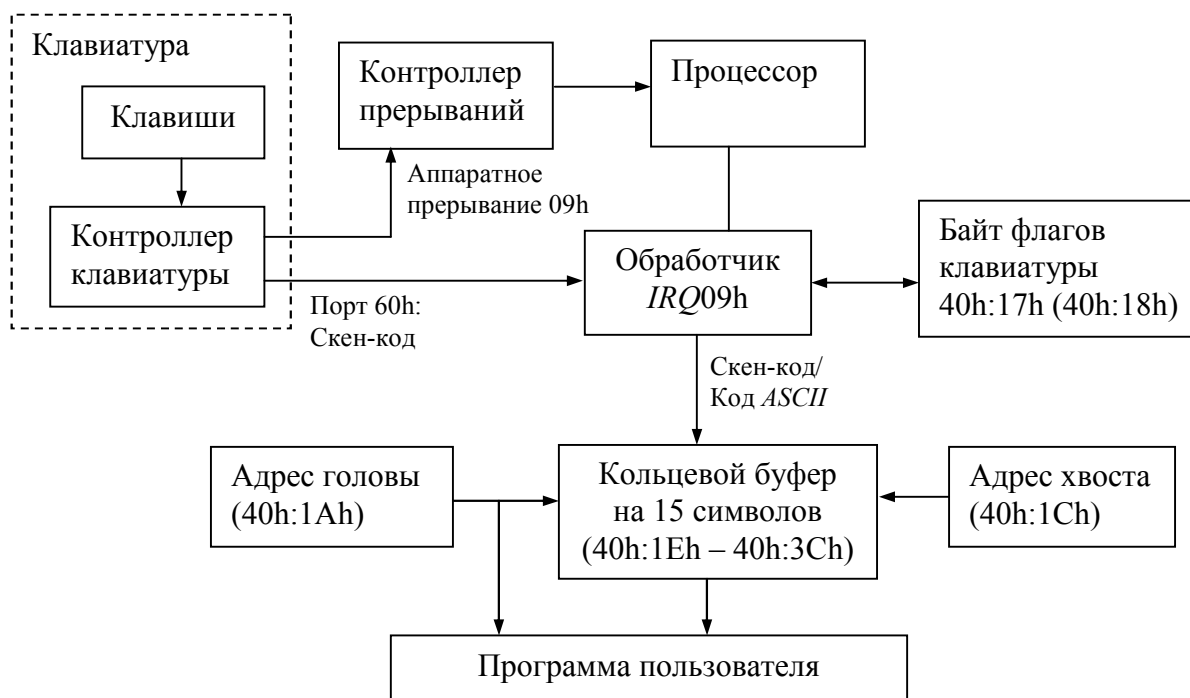 Клавиатура
Клавиши
Контроллер
клавиатуры
Контроллер
прерываний
Процессор
Аппаратное
прерывание 09h
Порт 60h:
Скен-код
Обработчик
IRQ09h
Байт флагов
клавиатуры
40h:17h (40h:18h)
Скен-код/
Код ASCII
Адрес головы
(40h:1Ah)
Кольцевой буфер
на 15 символов
(40h:1Eh – 40h:3Ch)
Адрес хвоста
(40h:1Ch)
Программа пользователя